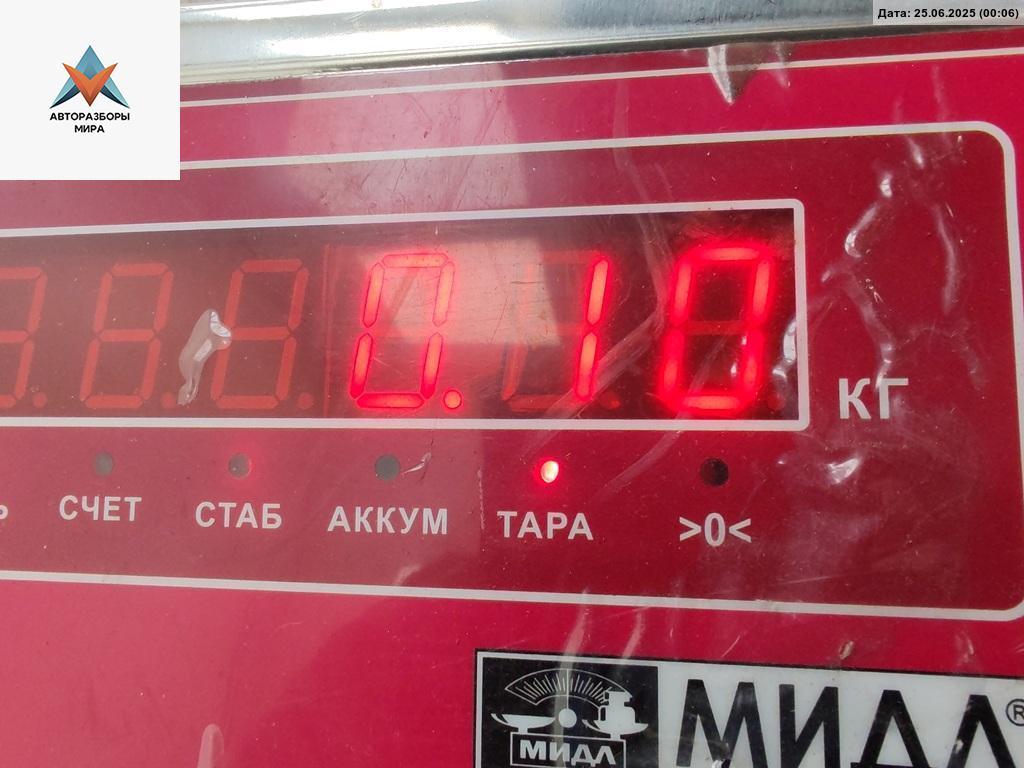 Дата: 25.06.2025 (00:06)
АВТОРАЗБОРЫ
МИРА
0.10
КГ
Ь СЧЕТ СТАБ АККУМ ТАРА >0<
МИДЛ МИДЛ®